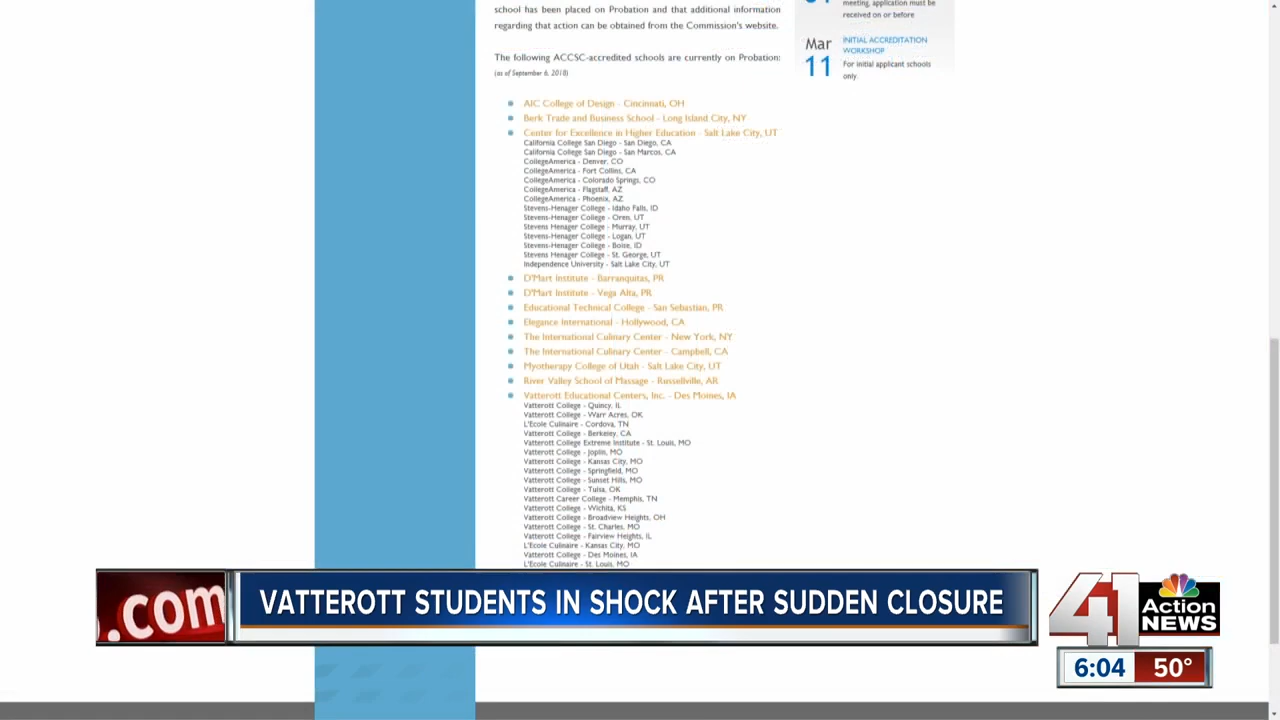 school has been placed on Probation and that additional information
regarding that action can be obtained from the Commission's website.
The following ACCSC-accredited schools are currently on Probation:
(as of September 6, 2018)
AIC College of Design - Cincinnati, OH
Berk Trade and Business School - Long Island City, NY
Center for Excellence in Higher Education - Salt Lake City, UT
California College San Diego - San Diego, CA
California College San Diego - San Marcos, CA
CollegeAmerica - Denver, CO
CollegeAmerica - Fort Collins, CA
CollegeAmerica - Colorado Springs, CO
CollegeAmerica - Flagstaff, AZ
CollegeAmerica - Phoenix, AZ
Stevens-Henager College - Idaho Falls, ID
Stevens-Henager College - Oren, UT
Stevens Henager College - Murray, UT
Stevens-Henager College - Logan, UT
Stevens-Henager College - Boise, ID
Stevens Henager College - St. George, UT
Independence University - Salt Lake City, UT
D'Mart Institute - Barranquitas, PR
D'Mart Institute - Vega Alta, PR
Educational Technical College - San Sebastian, PR
Elegance International - Hollywood, CA
The International Culinary Center - New York, NY
The International Culinary Center - Campbell, CA
Myotherapy College of Utah - Salt Lake City, UT
River Valley School of Massage - Russellville, AR
Vatterott Educational Centers, Inc. - Des Moines, IA
Vatterott College - Quincy, IL
Vatterott College - Warr Acres, OK
L'Ecole Culinaire - Cordova, TN
Vatterott College - Berkeley, CA
Vatterott College Extreme Institute - St. Louis, MO
Vatterott College - Joplin, MO
Vatterott College - Kansas City, MO
Vatterott College - Springfield, MO
Vatterott College - Sunset Hills, MO
Vatterott College - Tulsa, OK
Vatterott Career College - Memphis, TN
Vatterott College - Wichita, KS
Vatterott College - Broadview Heights, OH
Vatterott College - St. Charles, MO
Vatterott College - Fairview Heights, IL
L'Ecole Culinaire - Kansas City, MO
Vatterott College - Des Moines, IA
L'Ecole Culinaire - St. Louis, MO
meeting, application must be
received on or before
Mar
11
INITIAL ACCREDITATION
WORKSHOP
For initial applicant schools
only.
.com
VATTEROTT STUDENTS IN SHOCK AFTER SUDDEN CLOSURE
41
Action
NEWS
6:04 50°